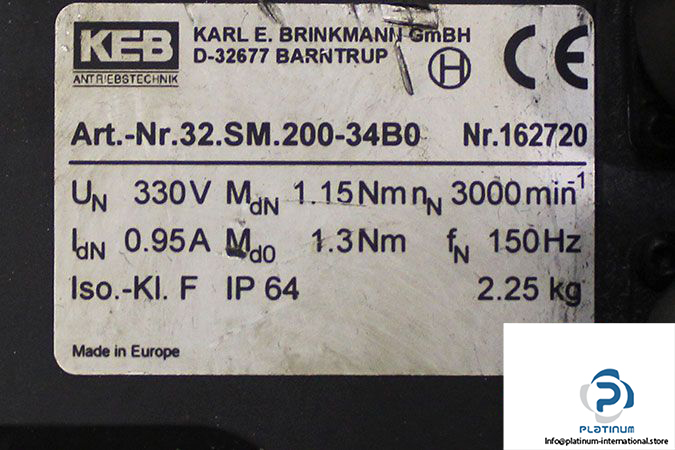 KEB
ANTRIEBSTECHNIK
KARL E. BRINKMANN GmbH
D-32677 BARNTRUP
H
CE
Art.-Nr.32.SM.200-34B0 Nr.162720
UN 330V MdN 1.15Nm nN 3000min-1
IdN 0.95A Md0 1.3Nm fN 150Hz
Iso.-Kl. F IP 64 2.25 kg
Made in Europe
PLATINUM
Info@platinum-international.store